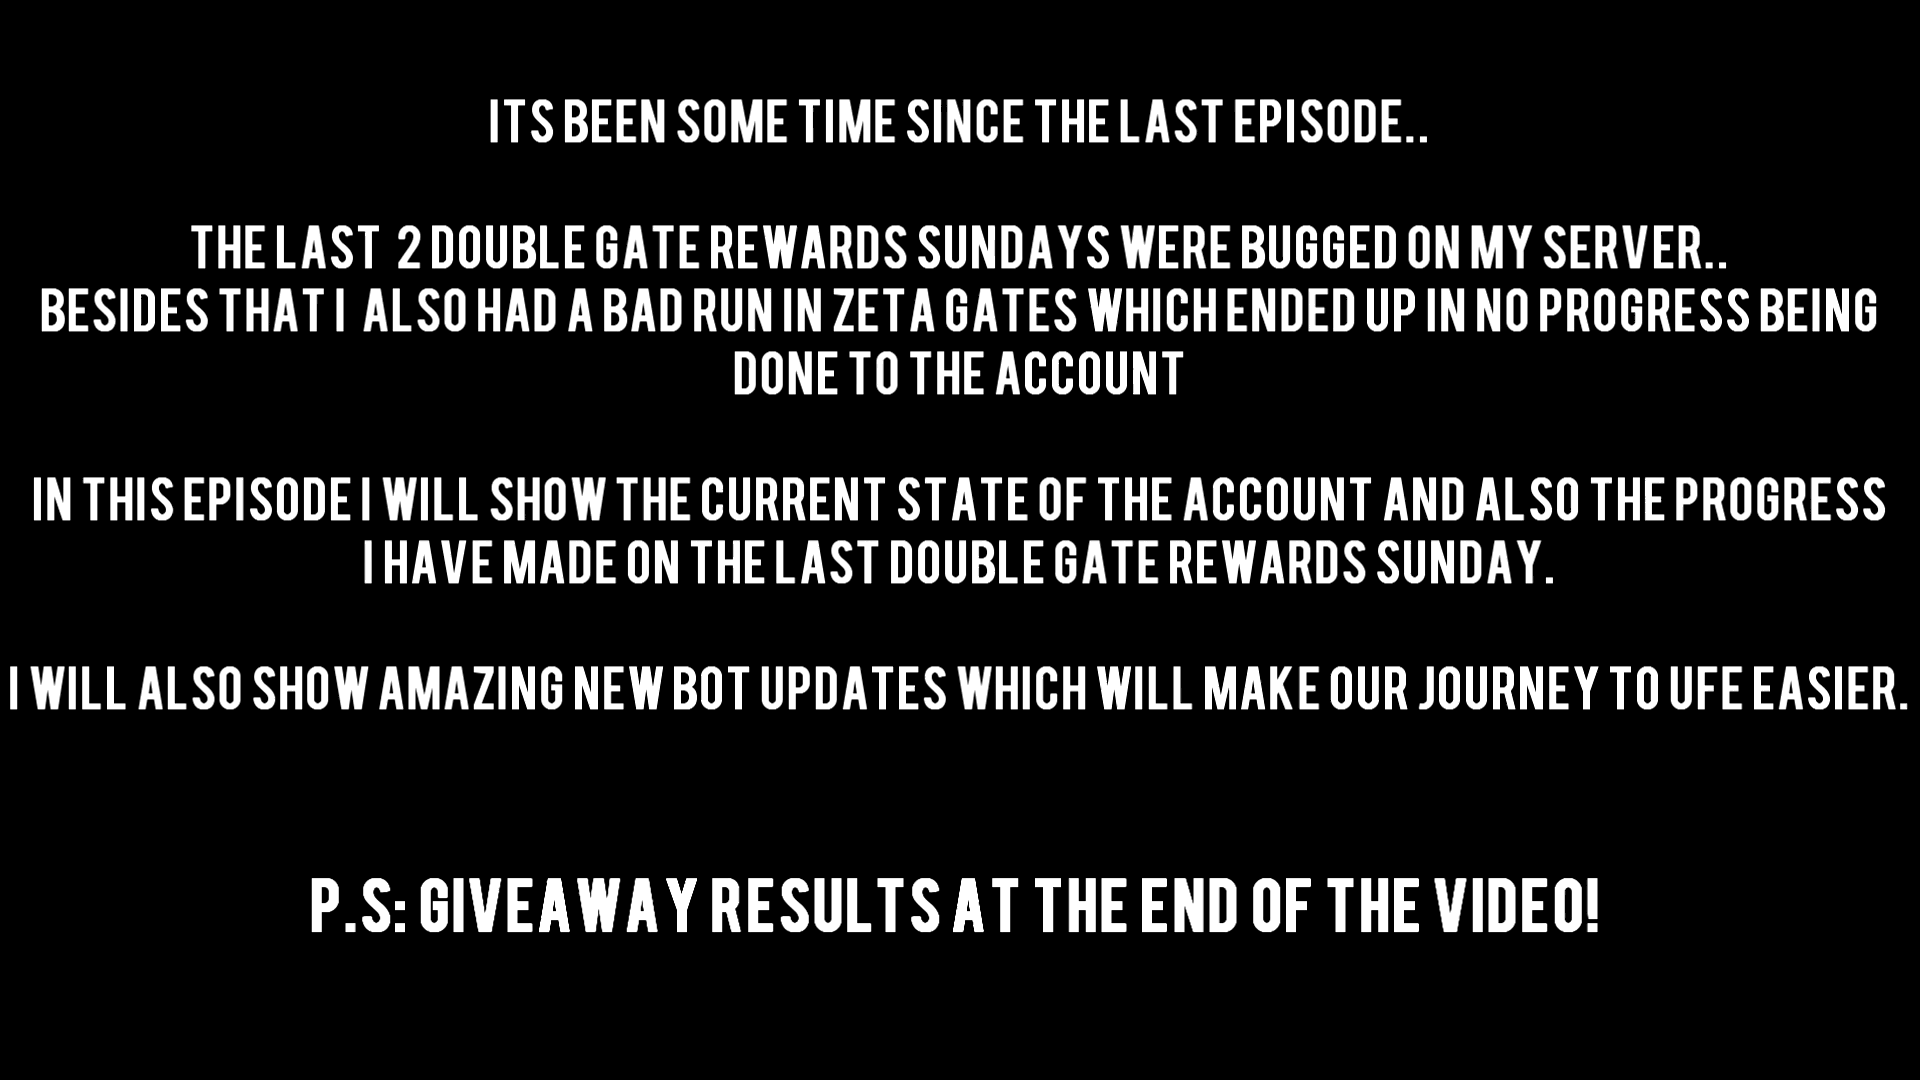 ITS BEEN SOME TIME SINCE THE LAST EPISODE..
THE LAST 2 DOUBLE GATE REWARDS SUNDAYS WERE BUGGED ON MY SERVER..
BESIDES THAT I ALSO HAD A BAD RUN IN ZETA GATES WHICH ENDED UP IN NO PROGRESS BEING
DONE TO THE ACCOUNT
IN THIS EPISODE I WILL SHOW THE CURRENT STATE OF THE ACCOUNT AND ALSO THE PROGRESS
I HAVE MADE ON THE LAST DOUBLE GATE REWARDS SUNDAY.
I WILL ALSO SHOW AMAZING NEW BOT UPDATES WHICH WILL MAKE OUR JOURNEY TO UFE EASIER.
P.S: GIVEAWAY RESULTS AT THE END OF THE VIDEO!